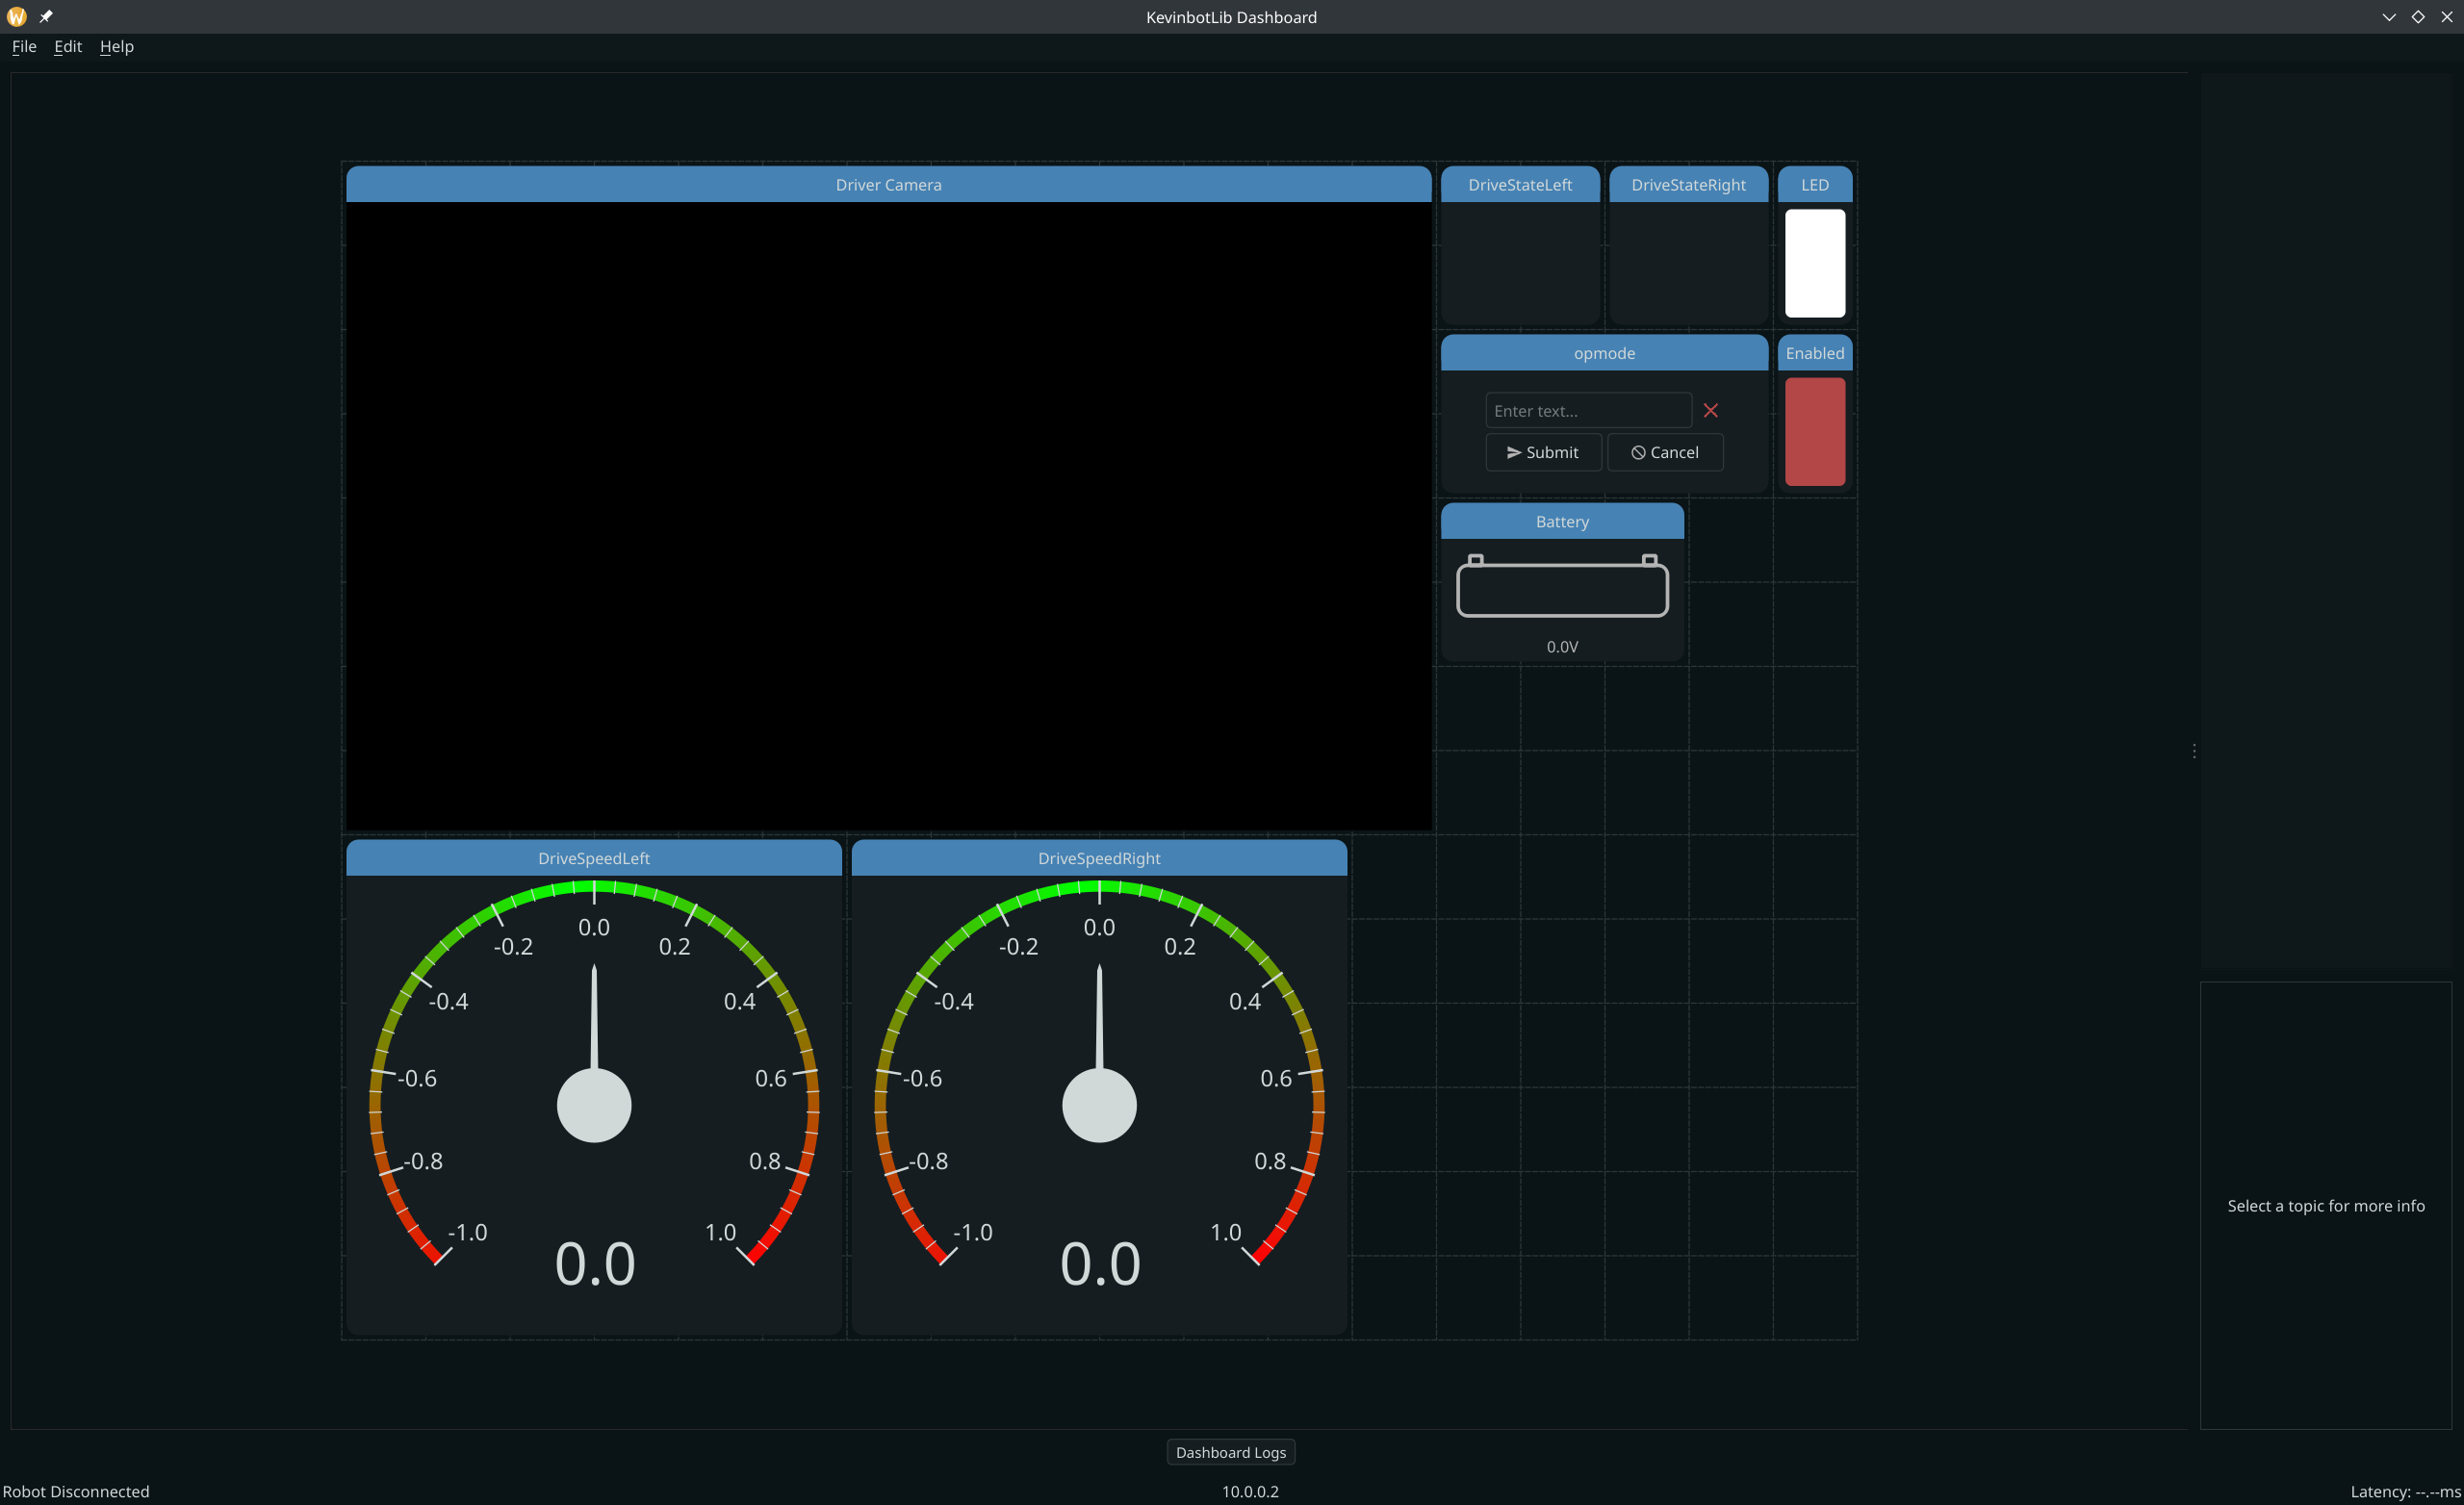 KevinbotLib Dashboard
File Edit Help
Driver Camera
DriveStateLeft
DriveStateRight
LED
opmode
Enabled
Enter text...
Submit
Cancel
Battery
0.0V
DriveSpeedLeft
0.0
-0.2
0.2
-0.4
0.4
-0.6
0.6
-0.8
0.8
-1.0
1.0
0.0
DriveSpeedRight
0.0
-0.2
0.2
-0.4
0.4
-0.6
0.6
-0.8
0.8
-1.0
1.0
0.0
Select a topic for more info
Dashboard Logs
Robot Disconnected
10.0.0.2
Latency: --.--ms